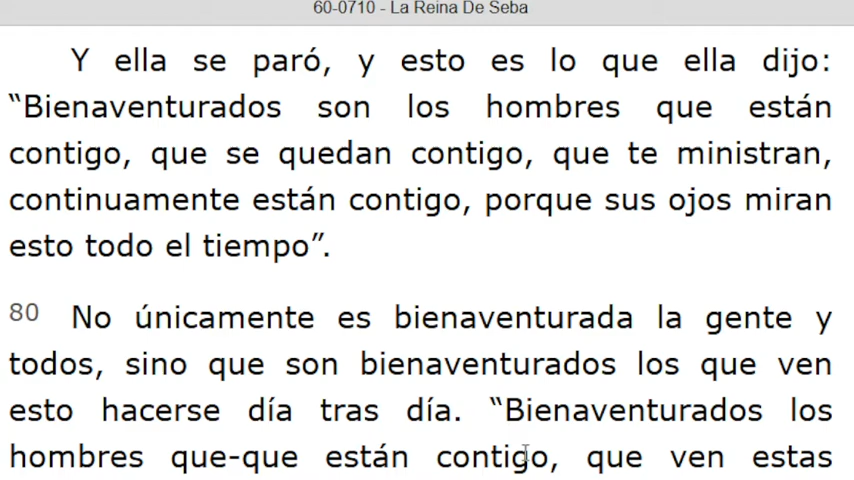 60-0710 - La Reina De Seba
Y ella se paró, y esto es lo que ella dijo:
“Bienaventurados son los hombres que están
contigo, que se quedan contigo, que te ministran,
continuamente están contigo, porque sus ojos miran
esto todo el tiempo”.
80 No únicamente es bienaventurada la gente y
todos, sino que son bienaventurados los que ven
esto hacerse día tras día. “Bienaventurados los
hombres que-que están contigo, que ven estas